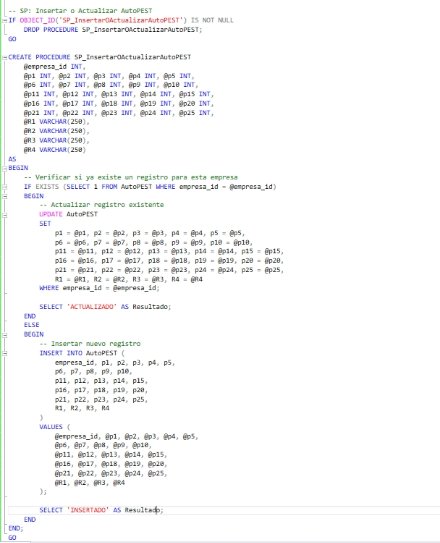 -- SP: Insertar o Actualizar AutoPEST
IF OBJECT_ID('SP_InsertarOActualizarAutoPEST') IS NOT NULL
DROP PROCEDURE SP_InsertarOActualizarAutoPEST;
GO
CREATE PROCEDURE SP_InsertarOActualizarAutoPEST
@empresa_id INT,
@p1 INT, @p2 INT, @p3 INT, @p4 INT, @p5 INT,
@p6 INT, @p7 INT, @p8 INT, @p9 INT, @p10 INT,
@p11 INT, @p12 INT, @p13 INT, @p14 INT, @p15 INT,
@p16 INT, @p17 INT, @p18 INT, @p19 INT, @p20 INT,
@p21 INT, @p22 INT, @p23 INT, @p24 INT, @p25 INT,
@R1 VARCHAR(250),
@R2 VARCHAR(250),
@R3 VARCHAR(250),
@R4 VARCHAR(250)
AS
BEGIN
-- Verificar si ya existe un registro para esta empresa
IF EXISTS (SELECT 1 FROM AutoPEST WHERE empresa_id = @empresa_id)
BEGIN
-- Actualizar registro existente
UPDATE AutoPEST
SET
p1 = @p1, p2 = @p2, p3 = @p3, p4 = @p4, p5 = @p5,
p6 = @p6, p7 = @p7, p8 = @p8, p9 = @p9, p10 = @p10,
p11 = @p11, p12 = @p12, p13 = @p13, p14 = @p14, p15 = @p15,
p16 = @p16, p17 = @p17, p18 = @p18, p19 = @p19, p20 = @p20,
p21 = @p21, p22 = @p22, p23 = @p23, p24 = @p24, p25 = @p25,
R1 = @R1, R2 = @R2, R3 = @R3, R4 = @R4
WHERE empresa_id = @empresa_id;
SELECT 'ACTUALIZADO' AS Resultado;
END
ELSE
BEGIN
-- Insertar nuevo registro
INSERT INTO AutoPEST (
empresa_id, p1, p2, p3, p4, p5,
p6, p7, p8, p9, p10,
p11, p12, p13, p14, p15,
p16, p17, p18, p19, p20,
p21, p22, p23, p24, p25,
R1, R2, R3, R4
)
VALUES (
@empresa_id, @p1, @p2, @p3, @p4, @p5,
@p6, @p7, @p8, @p9, @p10,
@p11, @p12, @p13, @p14, @p15,
@p16, @p17, @p18, @p19, @p20,
@p21, @p22, @p23, @p24, @p25,
@R1, @R2, @R3, @R4
);
SELECT 'INSERTADO' AS Resultado;
END
END;
GO